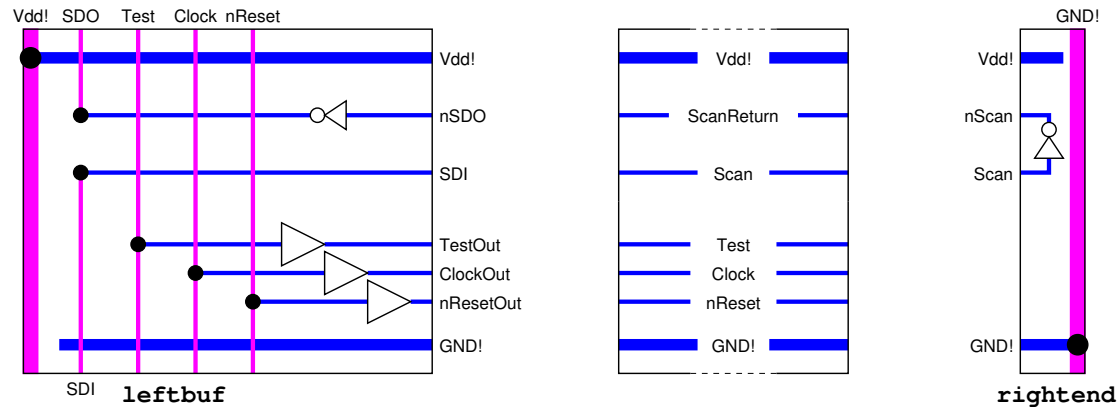 Vdd! SDO Test Clock nReset GND!
Vdd! Vdd! Vdd!
nSDO ScanReturn nScan
SDI Scan Scan
TestOut Test
ClockOut Clock
nResetOut nReset
GND! GND! GND!
SDI leftbuf rightend